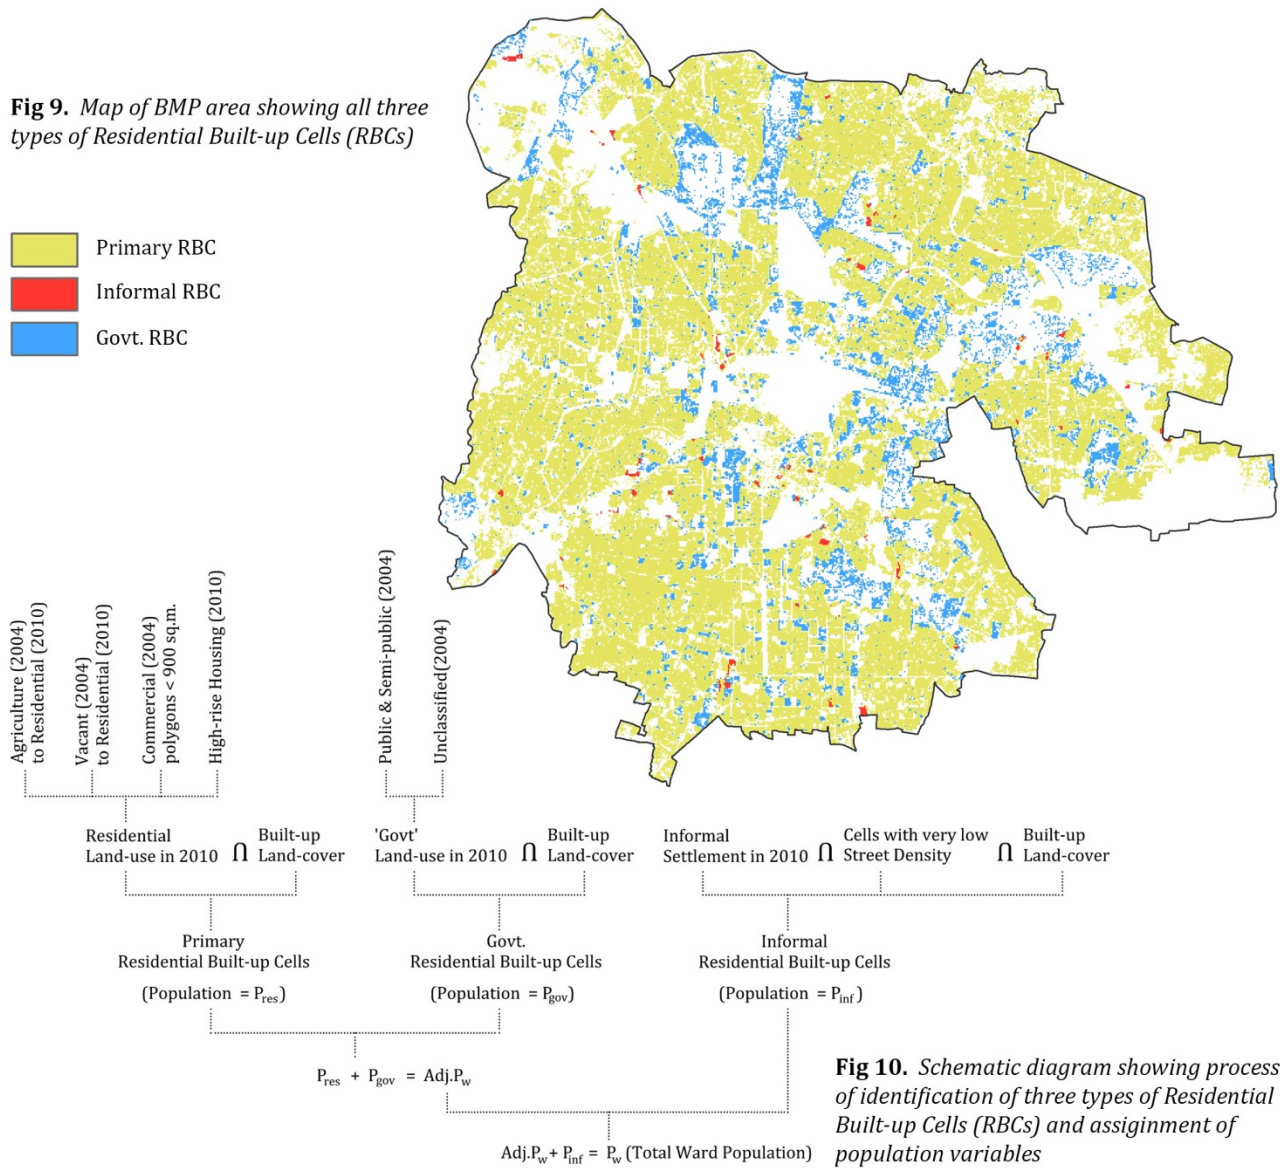 Fig 9. Map of BMP area showing all three
types of Residential Built-up Cells (RBCs)
Primary RBC
Informal RBC
Govt. RBC
Agriculture (2004)
to Residential (2010)
Vacant (2004)
to Residential (2010)
Commercial (2004)
polygons < 900 sq.m.
High-rise Housing (2010)
Public & Semi-public (2004)
Unclassified(2004)
Residential
Land-use in 2010 ∩ Built-up
Land-cover
'Govt'
Land-use in 2010 ∩ Built-up
Land-cover
Informal
Settlement in 2010 ∩ Cells with very low
Street Density ∩ Built-up
Land-cover
Primary
Residential Built-up Cells
(Population = Pres)
Govt.
Residential Built-up Cells
(Population = Pgov)
Informal
Residential Built-up Cells
(Population = Pinf)
Pres + Pgov = Adj.Pw
Adj.Pw + Pinf = Pw (Total Ward Population)
Fig 10. Schematic diagram showing process
of identification of three types of Residential
Built-up Cells (RBCs) and assiginment of
population variables